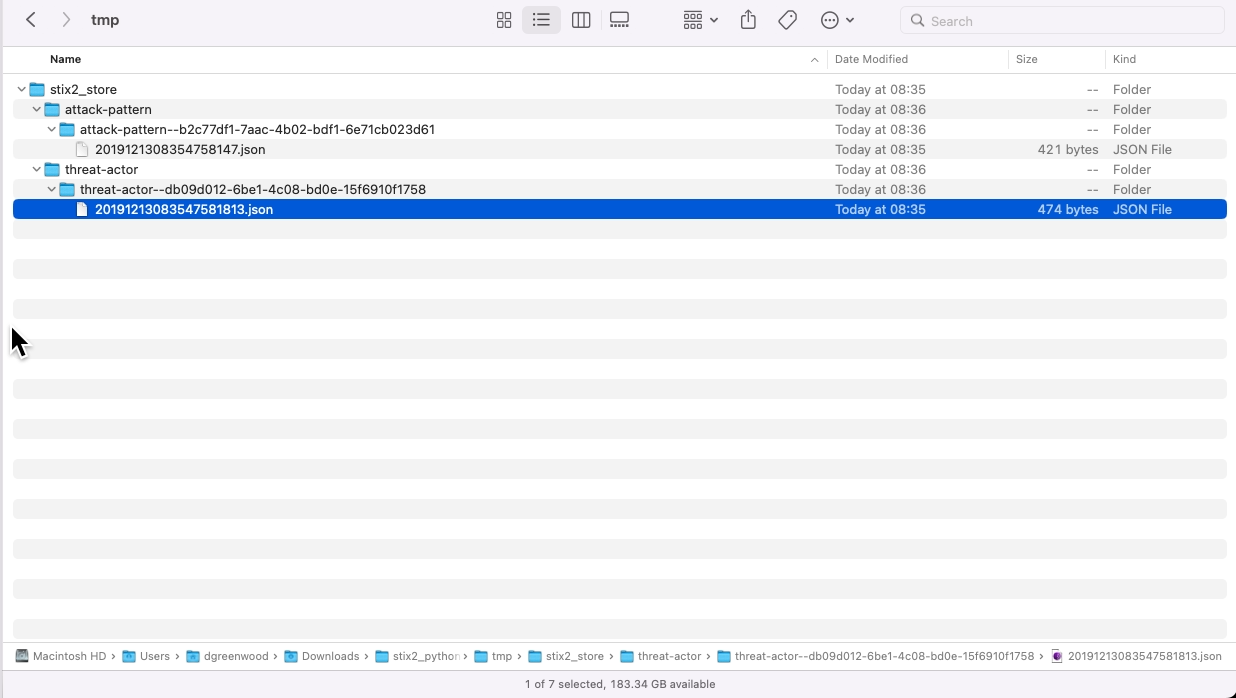 tmp
Search
Name Date Modified Size Kind
stix2_store Today at 08:35 -- Folder
attack-pattern Today at 08:36 -- Folder
attack-pattern--b2c77df1-7aac-4b02-bdf1-6e71cb023d61 Today at 08:36 -- Folder
2019121308354758147.json Today at 08:35 421 bytes JSON File
threat-actor Today at 08:36 -- Folder
threat-actor--db09d012-6be1-4c08-bd0e-15f6910f1758 Today at 08:36 -- Folder
20191213083547581813.json Today at 08:35 474 bytes JSON File
Macintosh HD › Users › dgreenwood › Downloads › stix2_python › tmp › stix2_store › threat-actor › threat-actor--db09d012-6be1-4c08-bd0e-15f6910f1758 › 20191213083547581813.json
1 of 7 selected, 183.34 GB available